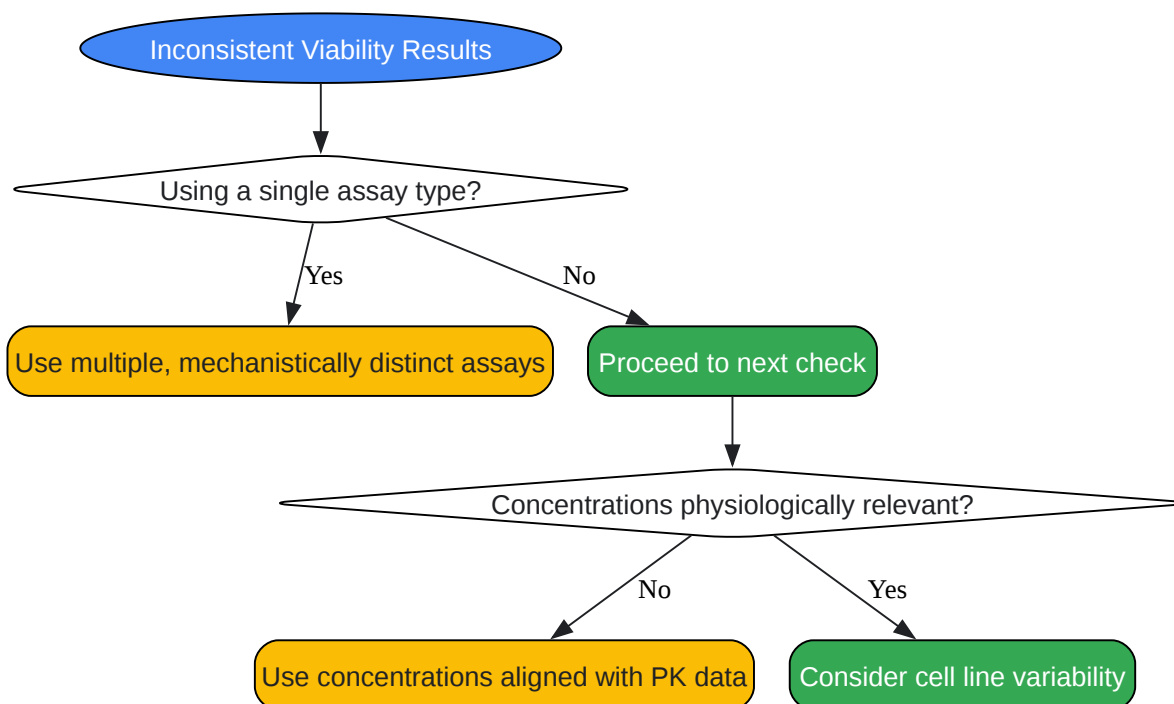 Inconsistent Viability Results
Using a single assay type?
Yes
No
Use multiple, mechanistically distinct assays
Proceed to next check
Concentrations physiologically relevant?
No
Yes
Use concentrations aligned with PK data
Consider cell line variability